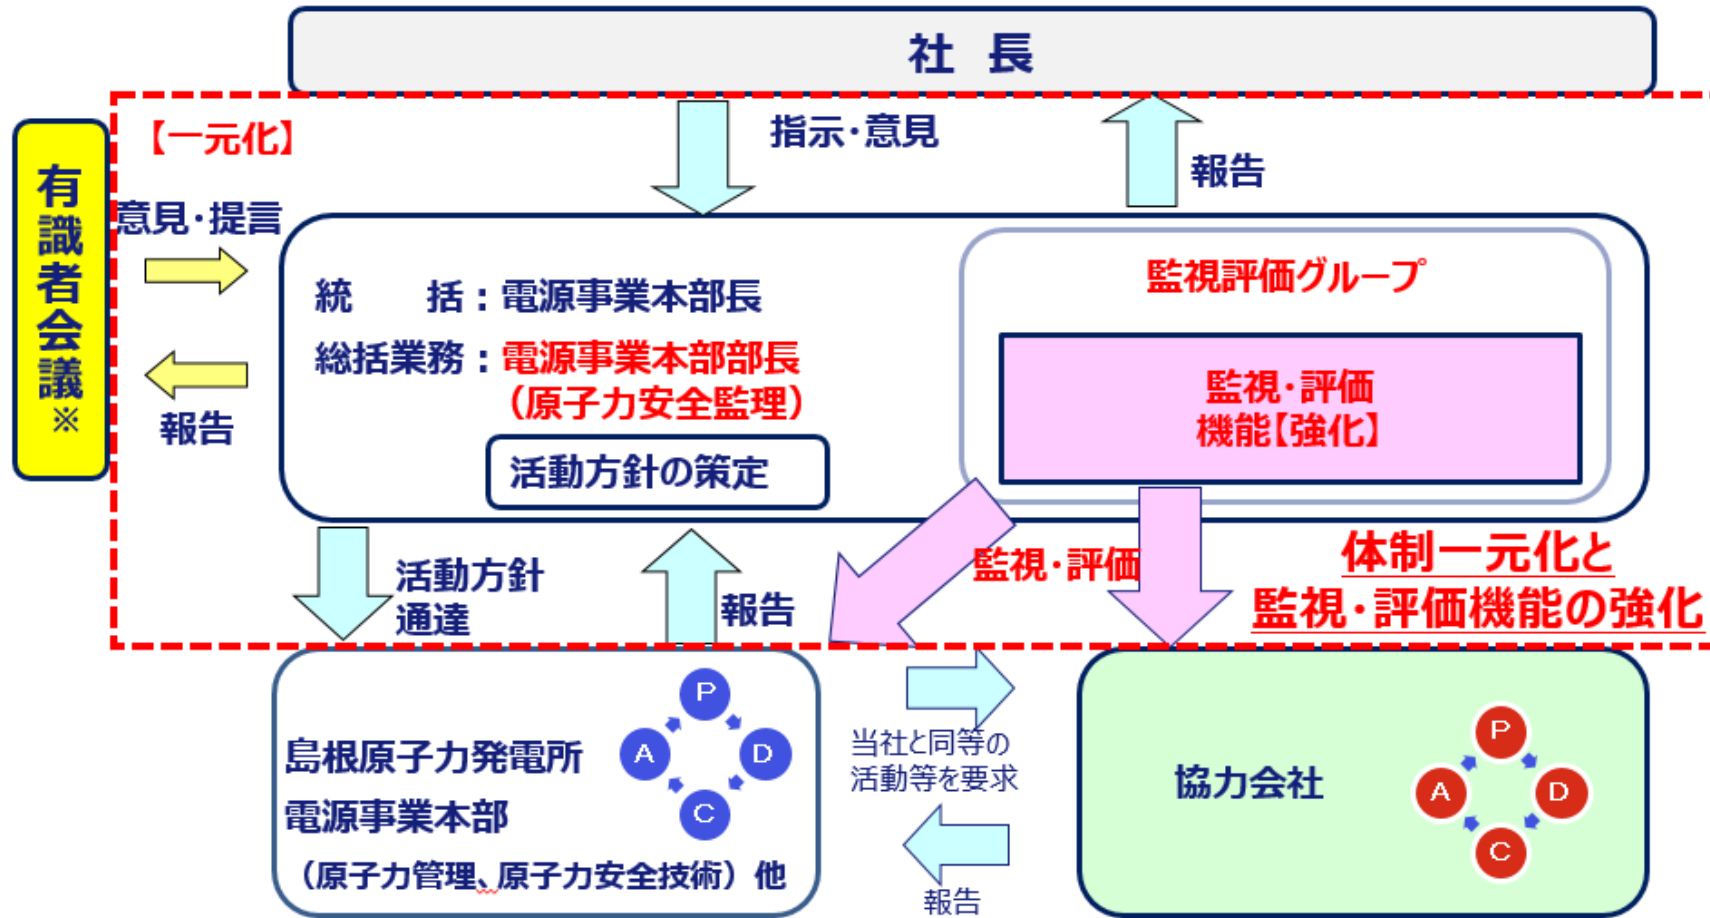 社 長
【一元化】
指示・意見
報告
有識者会議※
意見・提言
報告
統　　括：電源事業本部長
総括業務：電源事業本部部長
（原子力安全監理）
活動方針の策定
監視評価グループ
監視・評価
機能【強化】
活動方針
通達
報告
監視・評価
体制一元化と
監視・評価機能の強化
島根原子力発電所
電源事業本部
（原子力管理、原子力安全技術）他
P
A
D
C
当社と同等の
活動等を要求
報告
協力会社
P
A
D
C